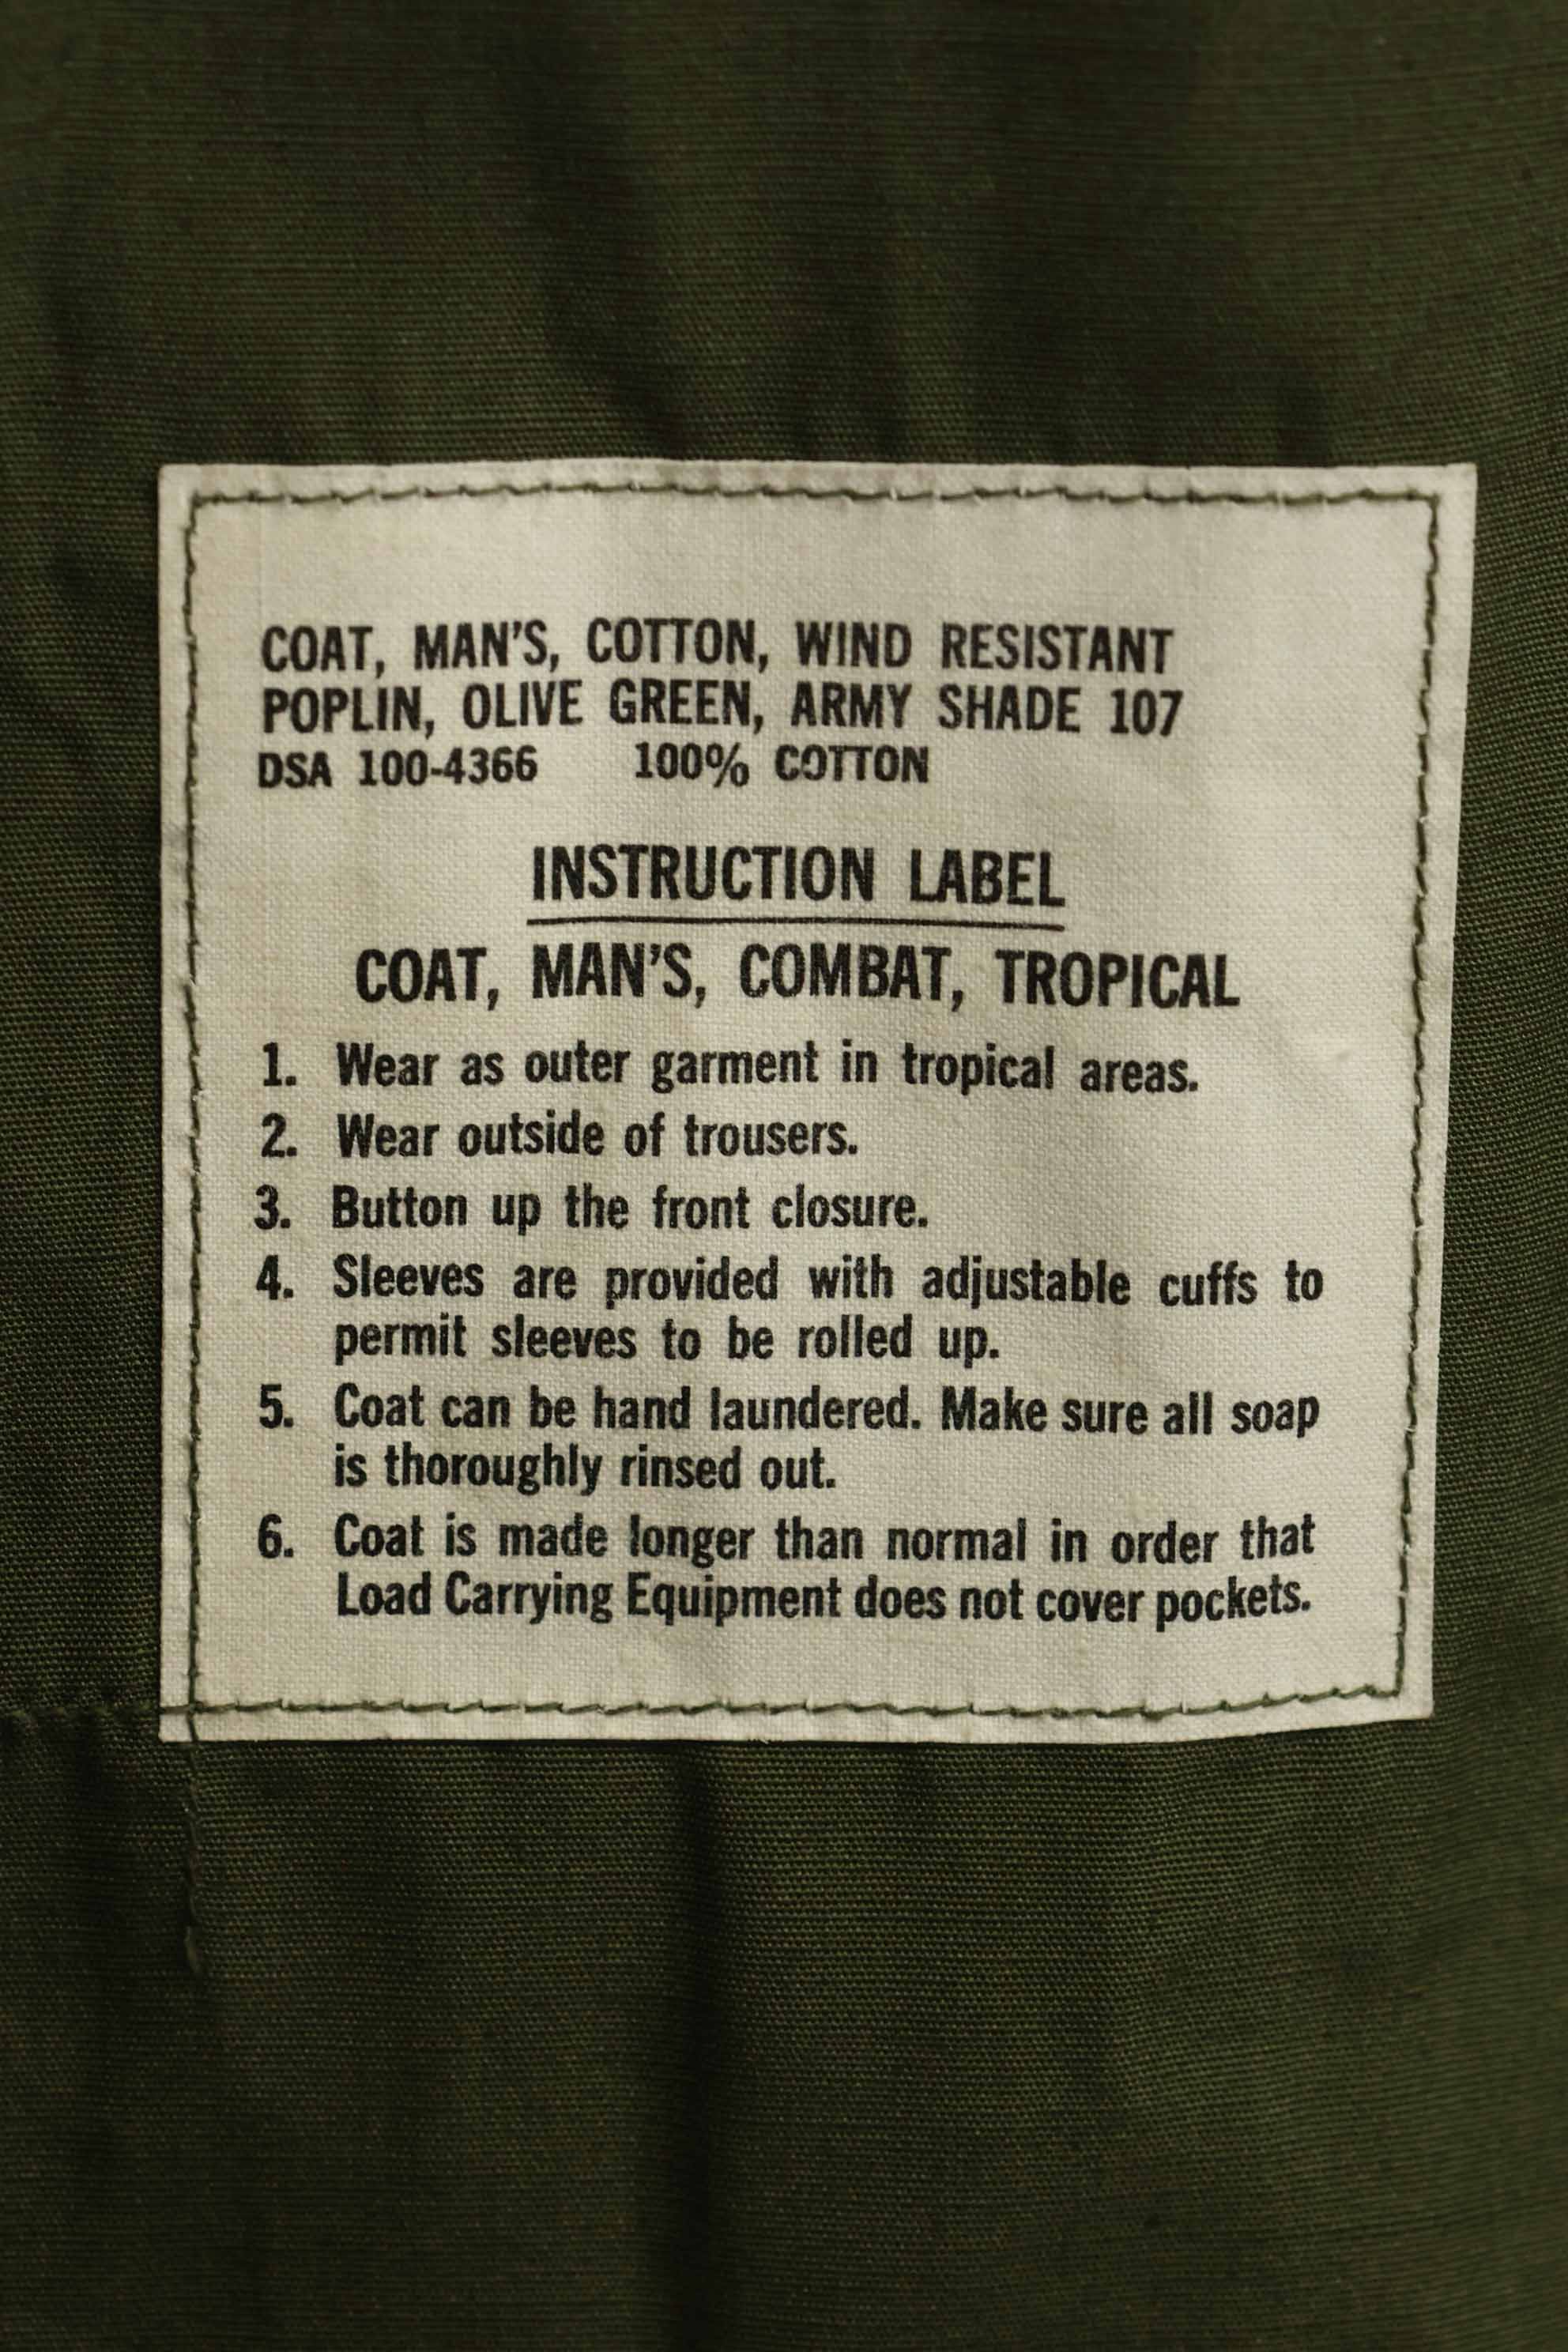 COAT, MAN'S, COTTON, WIND RESISTANT
POPLIN, OLIVE GREEN, ARMY SHADE 107
DSA 100-4366 100% COTTON
INSTRUCTION LABEL
COAT, MAN'S, COMBAT, TROPICAL
1. Wear as outer garment in tropical areas.
2. Wear outside of trousers.
3. Button up the front closure.
4. Sleeves are provided with adjustable cuffs to
permit sleeves to be rolled up.
5. Coat can be hand laundered. Make sure all soap
is thoroughly rinsed out.
6. Coat is made longer than normal in order that
Load Carrying Equipment does not cover pockets.